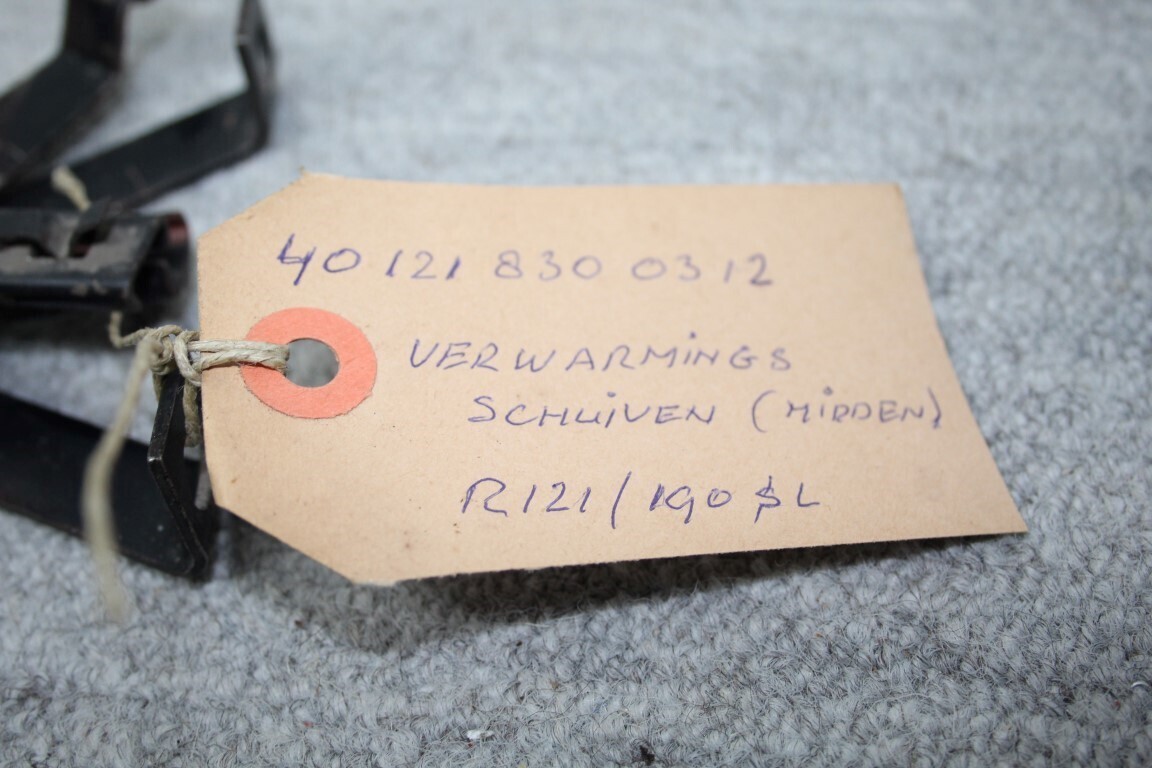 40 121 830 03 12
VERWARMINGS
SCHUIVEN (MIDDEN)
R121/190 SL